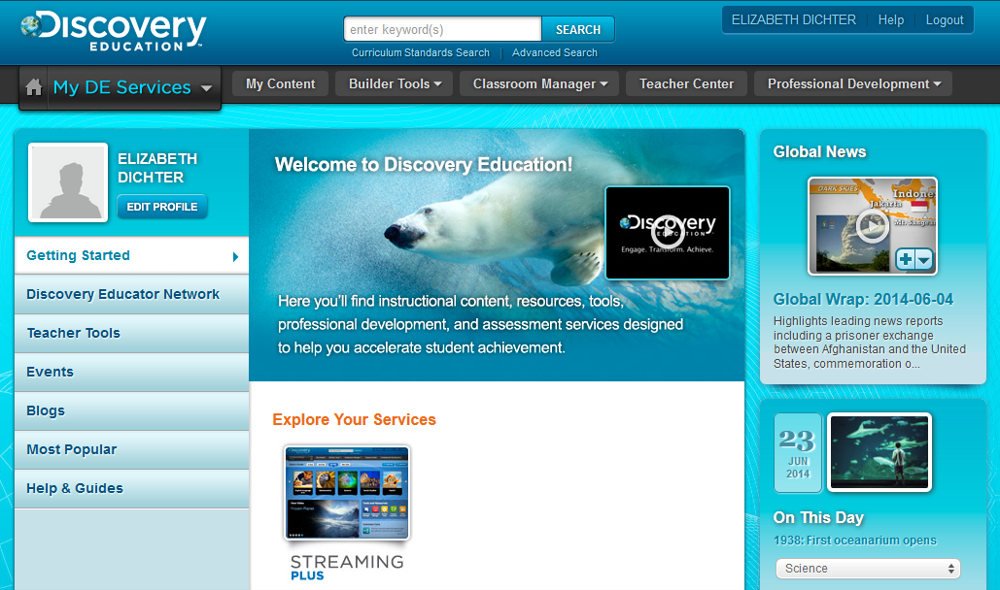 Discovery
EDUCATION™
enter keyword(s)
SEARCH
Curriculum Standards Search | Advanced Search
ELIZABETH DICHTER | Help | Logout
My DE Services
My Content
Builder Tools
Classroom Manager
Teacher Center
Professional Development
ELIZABETH
DICHTER
EDIT PROFILE
Getting Started
Discovery Educator Network
Teacher Tools
Events
Blogs
Most Popular
Help & Guides
Welcome to Discovery Education!
Discovery
EDUCATION
Engage. Transform. Achieve.
Here you'll find instructional content, resources, tools,
professional development, and assessment services designed
to help you accelerate student achievement.
Explore Your Services
STREAMING
PLUS
Global News
DARK SKIES
Indone
Jakarta
Global Wrap: 2014-06-04
Highlights leading news reports
including a prisoner exchange
between Afghanistan and the United
States, commemoration o...
23
JUN
2014
On This Day
1938: First oceanarium opens
Science